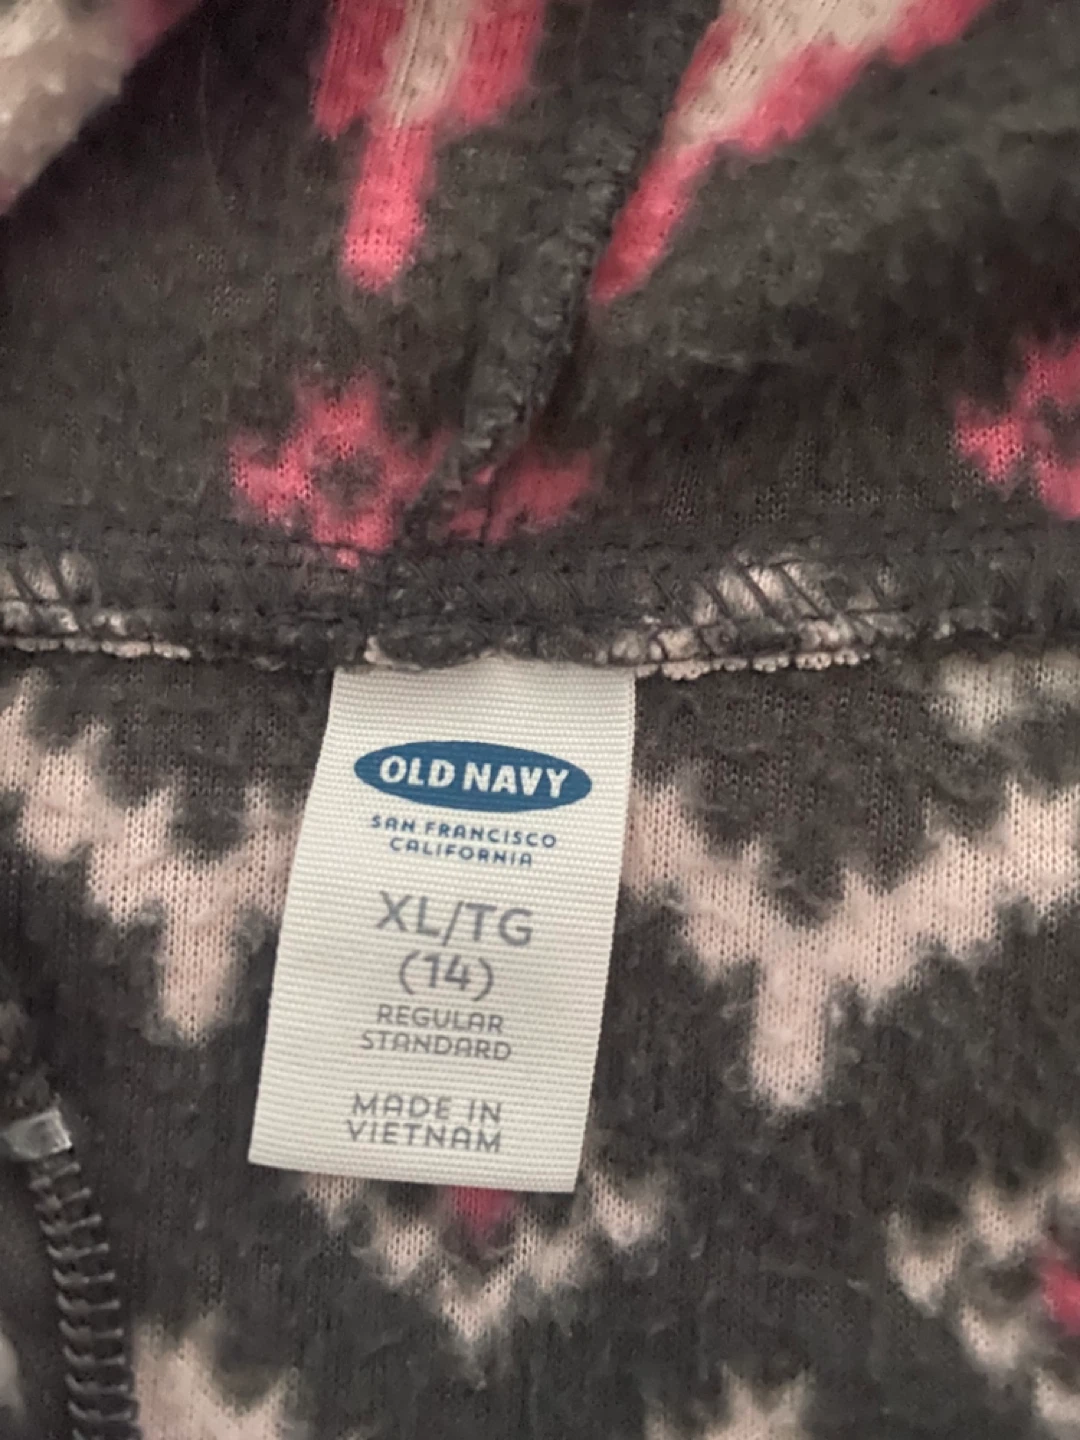 OLD NAVY
SAN FRANCISCO
CALIFORNIA
XL/TG
(14)
REGULAR
STANDARD
MADE IN
VIETNAM